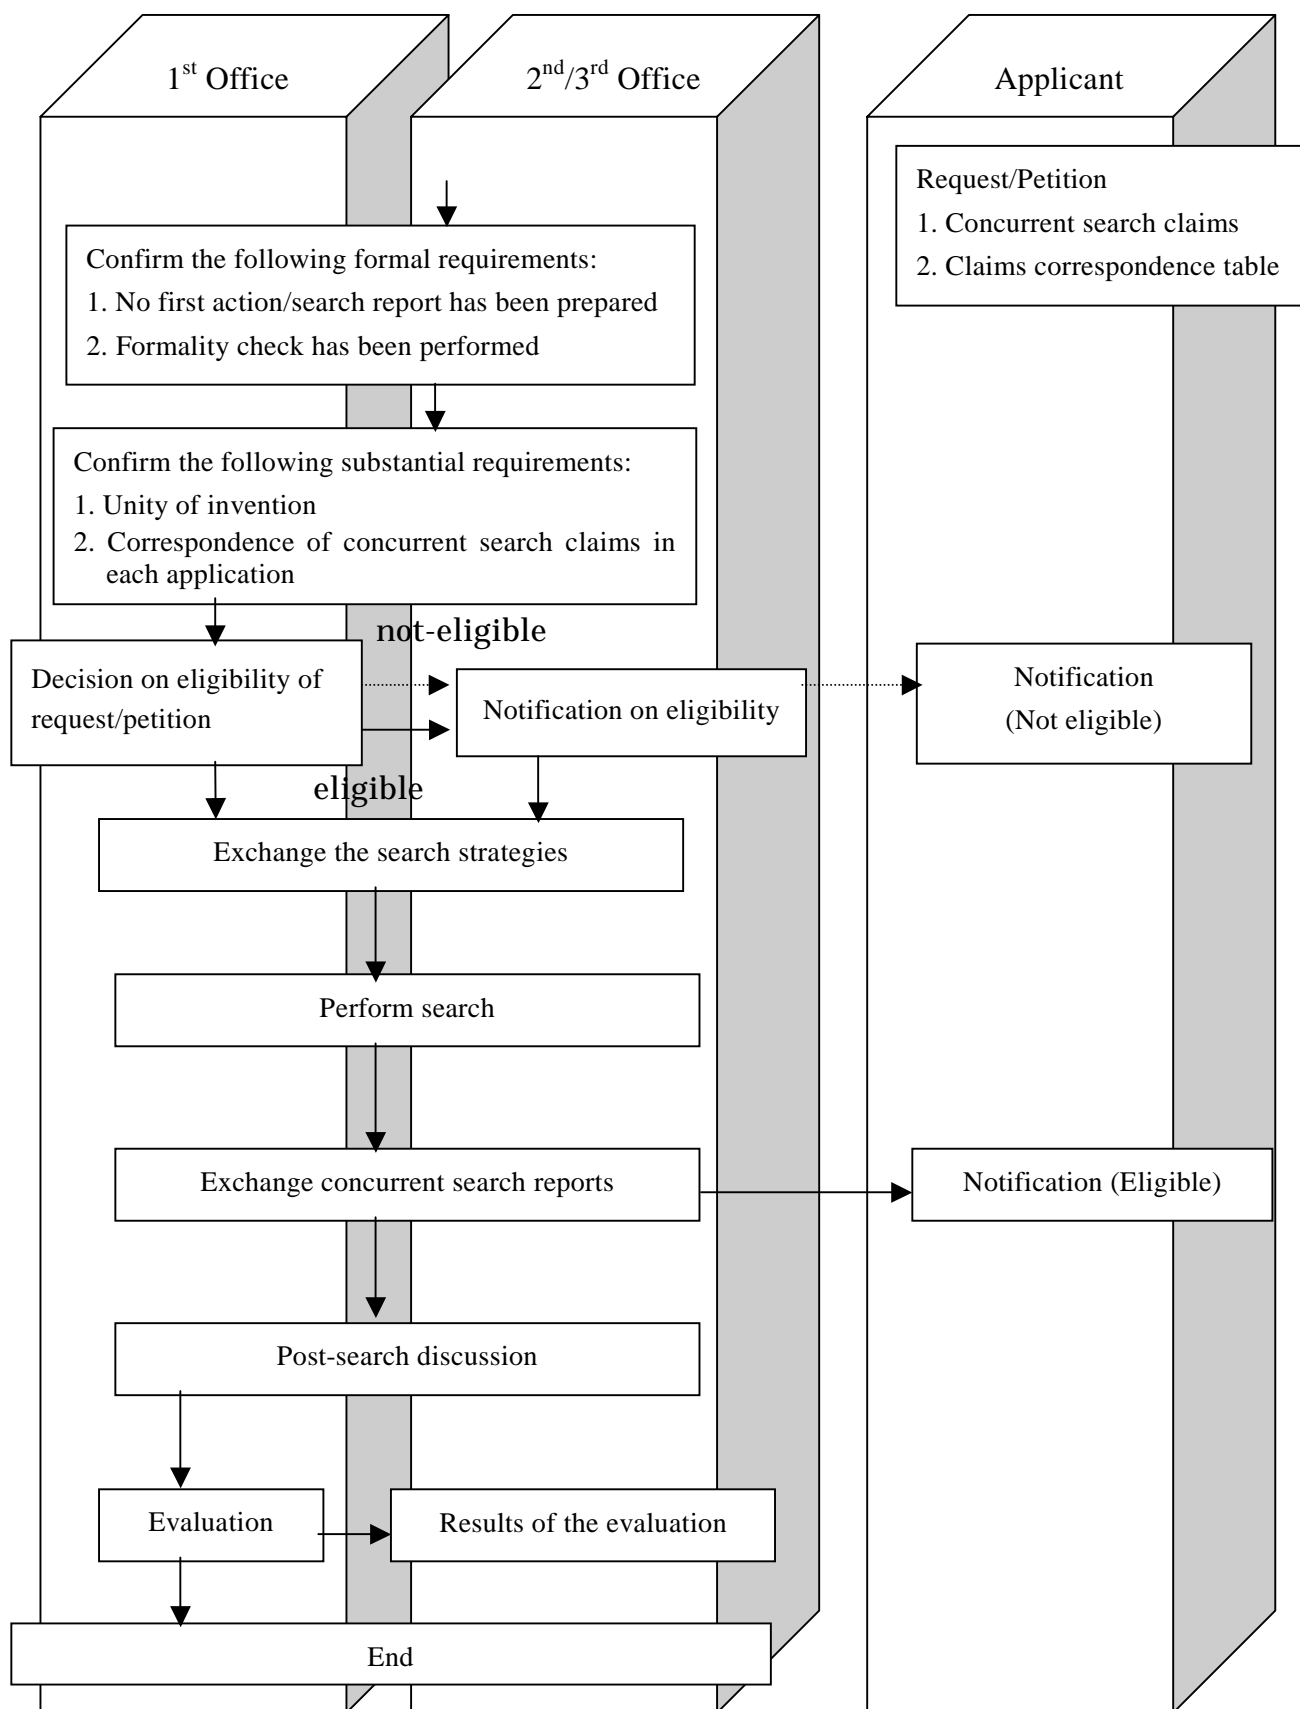 1st Office
2nd/3rd Office
Applicant
Request/Petition
1. Concurrent search claims
2. Claims correspondence table
Confirm the following formal requirements:
1. No first action/search report has been prepared
2. Formality check has been performed
Confirm the following substantial requirements:
1. Unity of invention
2. Correspondence of concurrent search claims in
each application
not-eligible
Decision on eligibility of
request/petition
Notification on eligibility
Notification
(Not eligible)
eligible
Exchange the search strategies
Perform search
Exchange concurrent search reports
Notification (Eligible)
Post-search discussion
Evaluation
Results of the evaluation
End